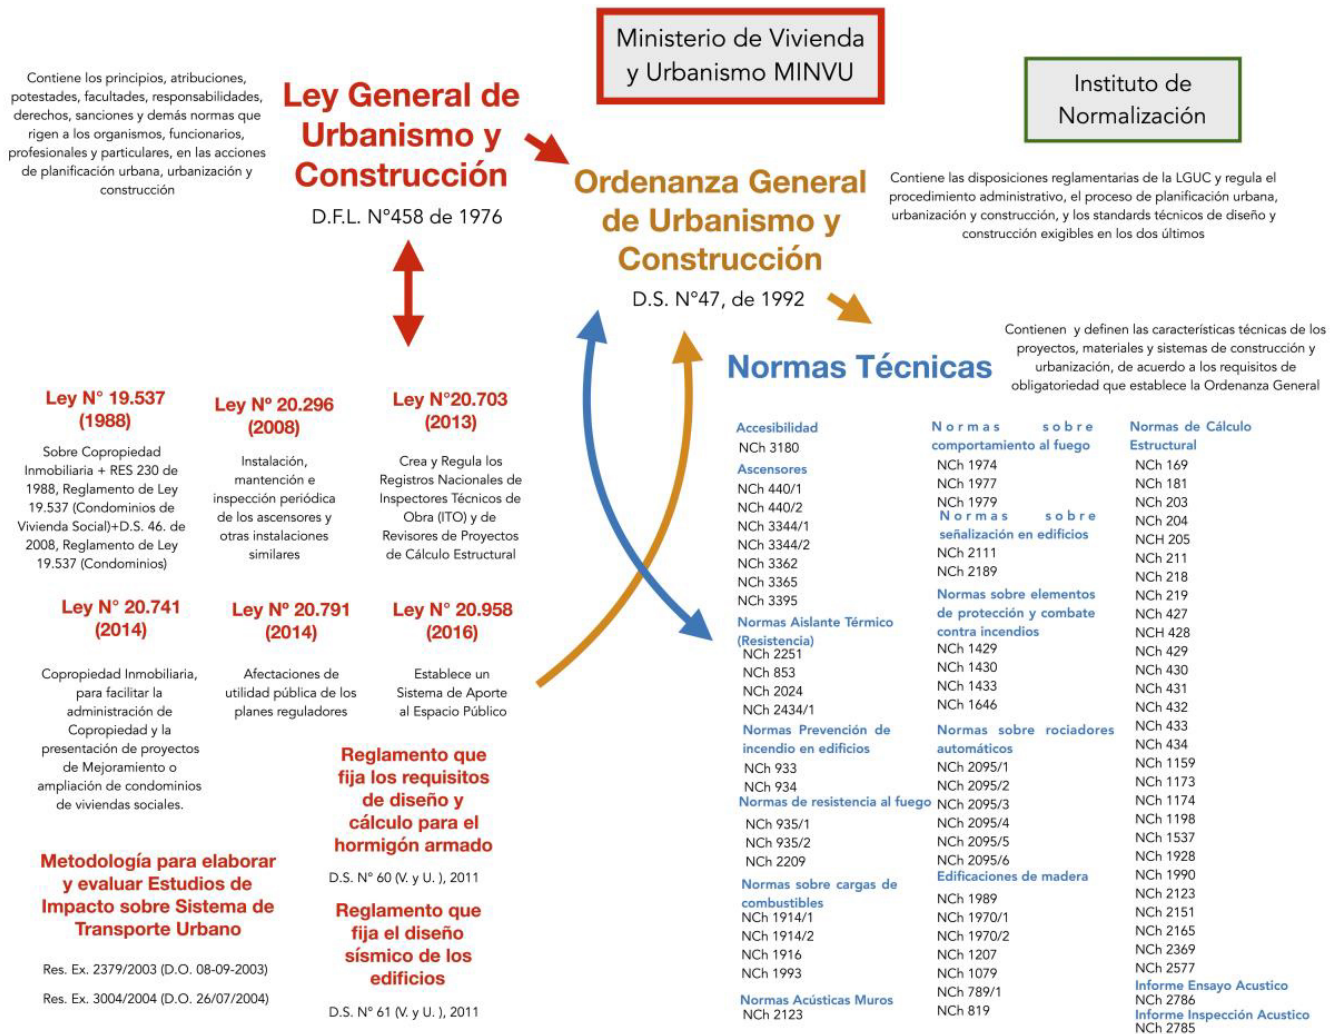 Ministerio de Vivienda
y Urbanismo MINVU
Instituto de
Normalización
Contiene los principios, atribuciones,
potestades, facultades, responsabilidades,
derechos, sanciones y demás normas que
rigen a los organismos, funcionarios,
profesionales y particulares, en las acciones
de planificación urbana, urbanización y
construcción
Ley General de
Urbanismo y
Construcción
D.F.L. N°458 de 1976
Ordenanza General
de Urbanismo y
Construcción
D.S. N°47, de 1992
Contiene las disposiciones reglamentarias de la LGUC y regula el
procedimiento administrativo, el proceso de planificación urbana,
urbanización y construcción, y los standards técnicos de diseño y
construcción exigibles en los dos últimos
Normas Técnicas
Contienen y definen las características técnicas de los
proyectos, materiales y sistemas de construcción y
urbanización, de acuerdo a los requisitos de
obligatoriedad que establece la Ordenanza General
Ley N° 19.537
(1988)
Sobre Copropiedad
Inmobiliaria + RES 230 de
1988, Reglamento de Ley
19.537 (Condominios de
Vivienda Social)+D.S. 46. de
2008, Reglamento de Ley
19.537 (Condominios)
Ley Nº 20.296
(2008)
Instalación,
mantención e
inspección periódica
de los ascensores y
otras instalaciones
similares
Ley N°20.703
(2013)
Crea y Regula los
Registros Nacionales de
Inspectores Técnicos de
Obra (ITO) y de
Revisores de Proyectos
de Cálculo Estructural
Ley N° 20.741
(2014)
Copropiedad Inmobiliaria,
para facilitar la
administración de
Copropiedad y la
presentación de proyectos
de Mejoramiento o
ampliación de condominios
de viviendas sociales.
Ley Nº 20.791
(2014)
Afectaciones de
utilidad pública de los
planes reguladores
Ley N° 20.958
(2016)
Establece un
Sistema de Aporte
al Espacio Público
Reglamento que
fija los requisitos
de diseño y
cálculo para el
hormigón armado
D.S. N° 60 (V. y U. ), 2011
Metodología para elaborar
y evaluar Estudios de
Impacto sobre Sistema de
Transporte Urbano
Res. Ex. 2379/2003 (D.O. 08-09-2003)
Res. Ex. 3004/2004 (D.O. 26/07/2004)
Reglamento que
fija el diseño
sísmico de los
edificios
D.S. N° 61 (V. y U. ), 2011
Accesibilidad
NCh 3180
Ascensores
NCh 440/1
NCh 440/2
NCh 3344/1
NCh 3344/2
NCh 3362
NCh 3365
NCh 3395
Normas Aislante Térmico
(Resistencia)
NCh 2251
NCh 853
NCh 2024
NCh 2434/1
Normas Prevención de
incendio en edificios
NCh 933
NCh 934
Normas de resistencia al fuego
NCh 935/1
NCh 935/2
NCh 2209
Normas sobre cargas de
combustibles
NCh 1914/1
NCh 1914/2
NCh 1916
NCh 1993
Normas Acústicas Muros
NCh 2123
Normas sobre
comportamiento al fuego
NCh 1974
NCh 1977
NCh 1979
Normas sobre
señalización en edificios
NCh 2111
NCh 2189
Normas sobre elementos
de protección y combate
contra incendios
NCh 1429
NCh 1430
NCh 1433
NCh 1646
Normas sobre rociadores
automáticos
NCh 2095/1
NCh 2095/2
NCh 2095/3
NCh 2095/4
NCh 2095/5
NCh 2095/6
Edificaciones de madera
NCh 1989
NCh 1970/1
NCh 1970/2
NCh 1207
NCh 1079
NCh 789/1
NCh 819
Normas de Cálculo
Estructural
NCh 169
NCh 181
NCh 203
NCh 204
NCH 205
NCh 211
NCh 218
NCh 219
NCh 427
NCH 428
NCh 429
NCh 430
NCh 431
NCh 432
NCh 433
NCh 434
NCh 1159
NCh 1173
NCh 1174
NCh 1198
NCh 1537
NCh 1928
NCh 1990
NCh 2123
NCh 2151
NCh 2165
NCh 2369
NCh 2577
Informe Ensayo Acustico
NCh 2786
Informe Inspección Acustico
NCh 2785